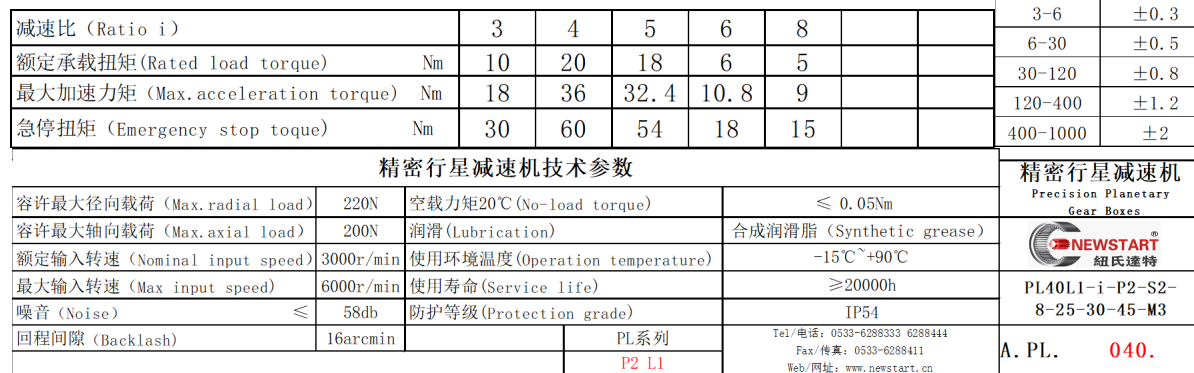 减速比（Ratio i） 3 4 5 6 8
额定承载扭矩(Rated load torque) Nm 10 20 18 6 5
最大加速力矩（Max.acceleration torque) Nm 18 36 32.4 10.8 9
急停扭矩（Emergency stop toque) Nm 30 60 54 18 15
3-6 ±0.3
6-30 ±0.5
30-120 ±0.8
120-400 ±1.2
400-1000 ±2
精密行星减速机技术参数
容许最大径向载荷（Max.radial load) 220N 空载力矩20℃(No-load torque) ≤ 0.05Nm
容许最大轴向载荷（Max.axial load) 200N 润滑(Lubrication) 合成润滑脂（Synthetic grease）
额定输入转速（Nominal input speed) 3000r/min 使用环境温度(Operation temperature) -15℃~+90℃
最大输入转速（Max input speed) 6000r/min 使用寿命(Service life) ≥20000h
噪音（Noise） ≤ 58db 防护等级(Protection grade) IP54
回程间隙（Backlash) 16arcmin PL系列
P2 L1
Tel/电话: 0533-6288333 6288444
Fax/传真: 0533-6288411
Web/网址: www.newstart.cn
精密行星减速机
Precision Planetary
Gear Boxes
NEWSTART®
紐氏達特
PL40L1-i-P2-S2-
8-25-30-45-M3
A.PL. 040.